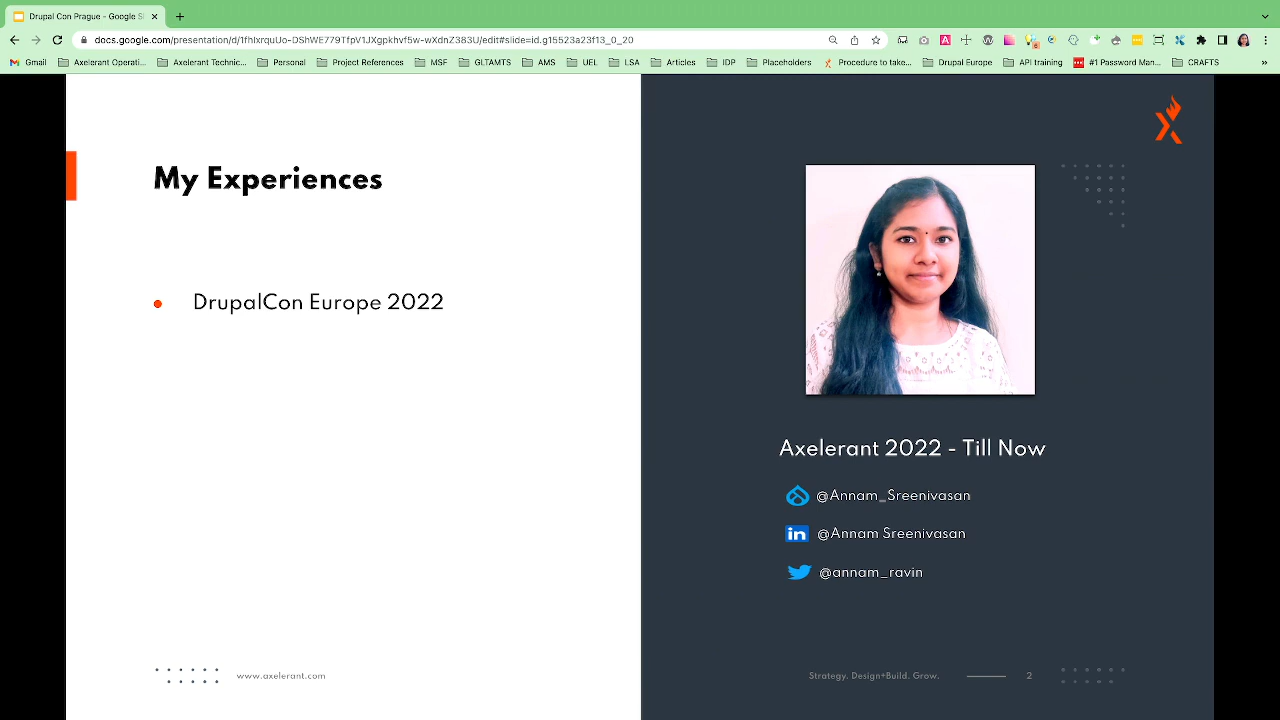 Drupal Con Prague - Google Sl
docs.google.com/presentation/d/1fhIxrquUo-DShWE779TfpV1JXgpkhvf5w-wXdnZ383U/edit#slide=id.g15523a23f13_0_20
Gmail Axelerant Operati... Axelerant Technic... Personal Project References MSF GLTAMTS AMS UEL LSA Articles IDP Placeholders Procedure to take... Drupal Europe API training #1 Password Man... CRAFTS »
My Experiences
DrupalCon Europe 2022
Axelerant 2022 - Till Now
@Annam_Sreenivasan
in @Annam Sreenivasan
@annam_ravin
www.axelerant.com
Strategy. Design+Build. Grow. 2